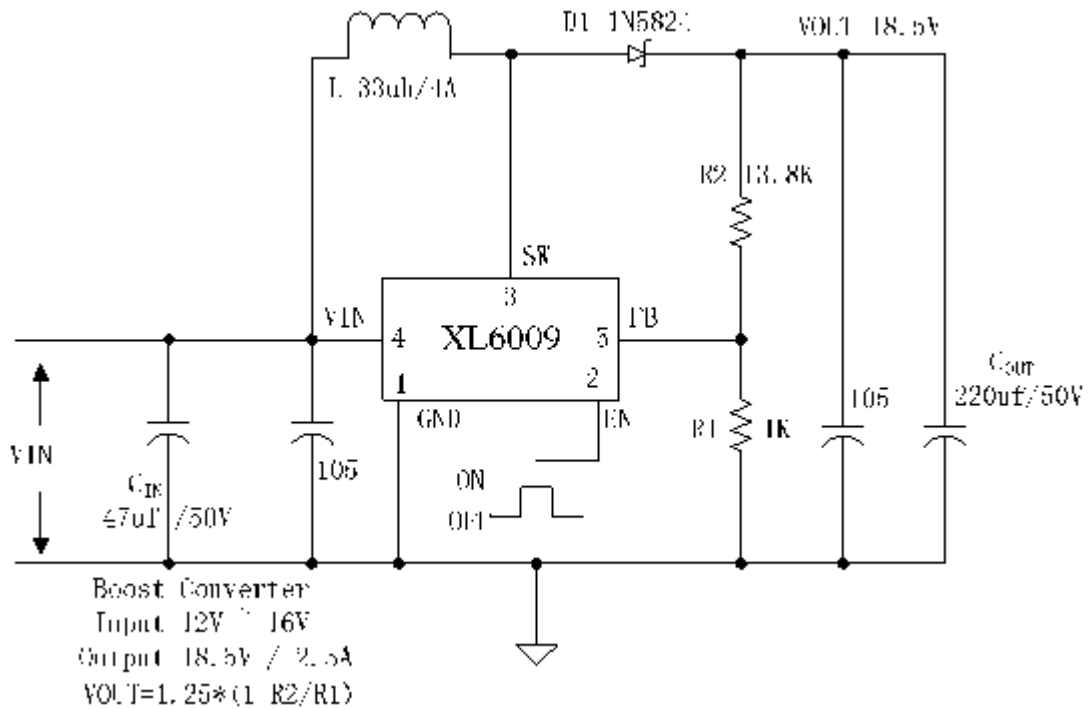 D1 1N5824
VOUT 18.5V
L 33uh/4A
R2 13.8K
SW
3
VIN
4
XL6009
5
FB
1
2
GND
EN
R1 1K
105
COUT
220uf/50V
VIN
CIN
47uf /50V
105
ON
OFF
Boost Converter
Input 12V ~ 16V
Output 18.5V / 2.5A
VOUT=1.25*(1 R2/R1)